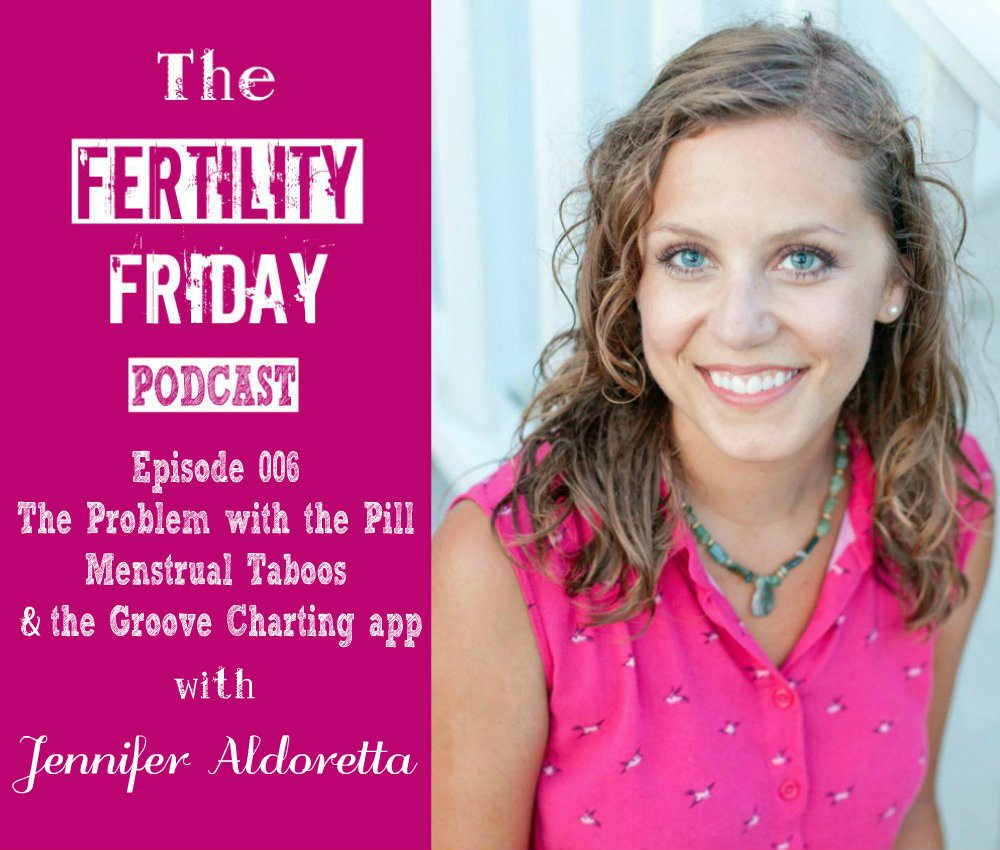 The
FERTILITY
FRIDAY
PODCAST
Episode 006
The Problem with the Pill
Menstrual Taboos
& the Groove Charting app
with
Jennifer Aldoretta